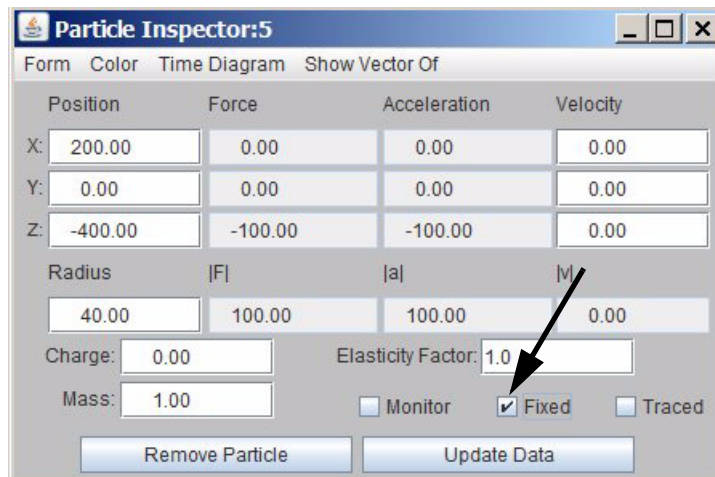 Particle Inspector:5
Form Color Time Diagram Show Vector Of
Position Force Acceleration Velocity
X: 200.00 0.00 0.00 0.00
Y: 0.00 0.00 0.00 0.00
Z: -400.00 -100.00 -100.00 0.00
Radius |F| |a| |v|
40.00 100.00 100.00 0.00
Charge: 0.00 Elasticity Factor: 1.0
Mass: 1.00 Monitor Fixed Traced
Remove Particle Update Data